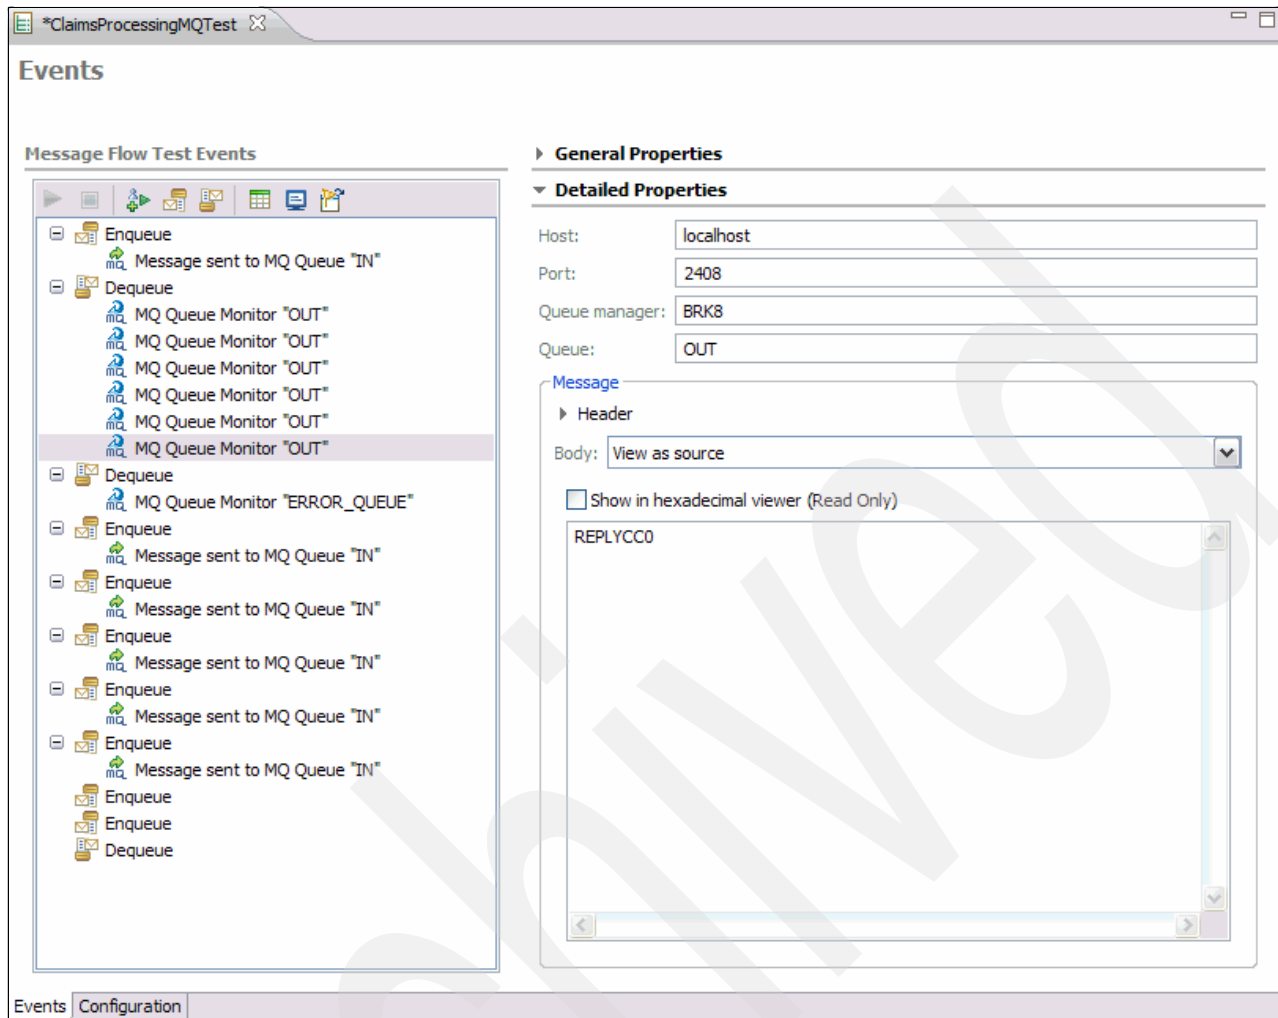 *ClaimsProcessingMQTest
Events
Message Flow Test Events
Enqueue
Message sent to MQ Queue "IN"
Dequeue
MQ Queue Monitor "OUT"
MQ Queue Monitor "OUT"
MQ Queue Monitor "OUT"
MQ Queue Monitor "OUT"
MQ Queue Monitor "OUT"
MQ Queue Monitor "OUT"
Dequeue
MQ Queue Monitor "ERROR_QUEUE"
Enqueue
Message sent to MQ Queue "IN"
Enqueue
Message sent to MQ Queue "IN"
Enqueue
Message sent to MQ Queue "IN"
Enqueue
Message sent to MQ Queue "IN"
Enqueue
Message sent to MQ Queue "IN"
Enqueue
Enqueue
Dequeue
General Properties
Detailed Properties
Host: localhost
Port: 2408
Queue manager: BRK8
Queue: OUT
Message
Header
Body: View as source
Show in hexadecimal viewer (Read Only)
REPLYCC0
Events Configuration
hived